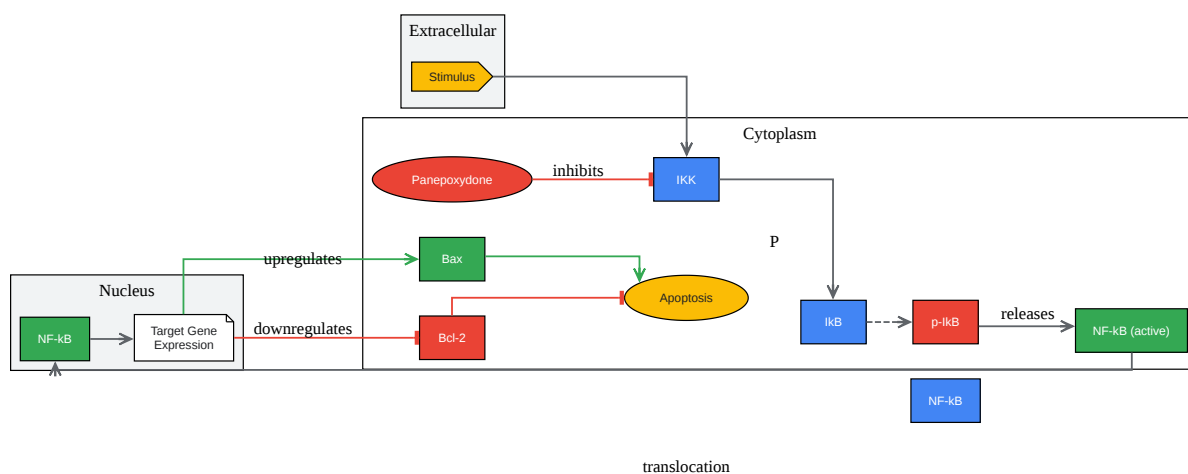 Extracellular
Stimulus
Cytoplasm
Panepoxydone
inhibits
IKK
P
upregulates
Bax
Nucleus
Apoptosis
NF-kB
Target Gene
Expression
downregulates
Bcl-2
IkB
p-IkB
releases
NF-kB (active)
NF-kB
translocation